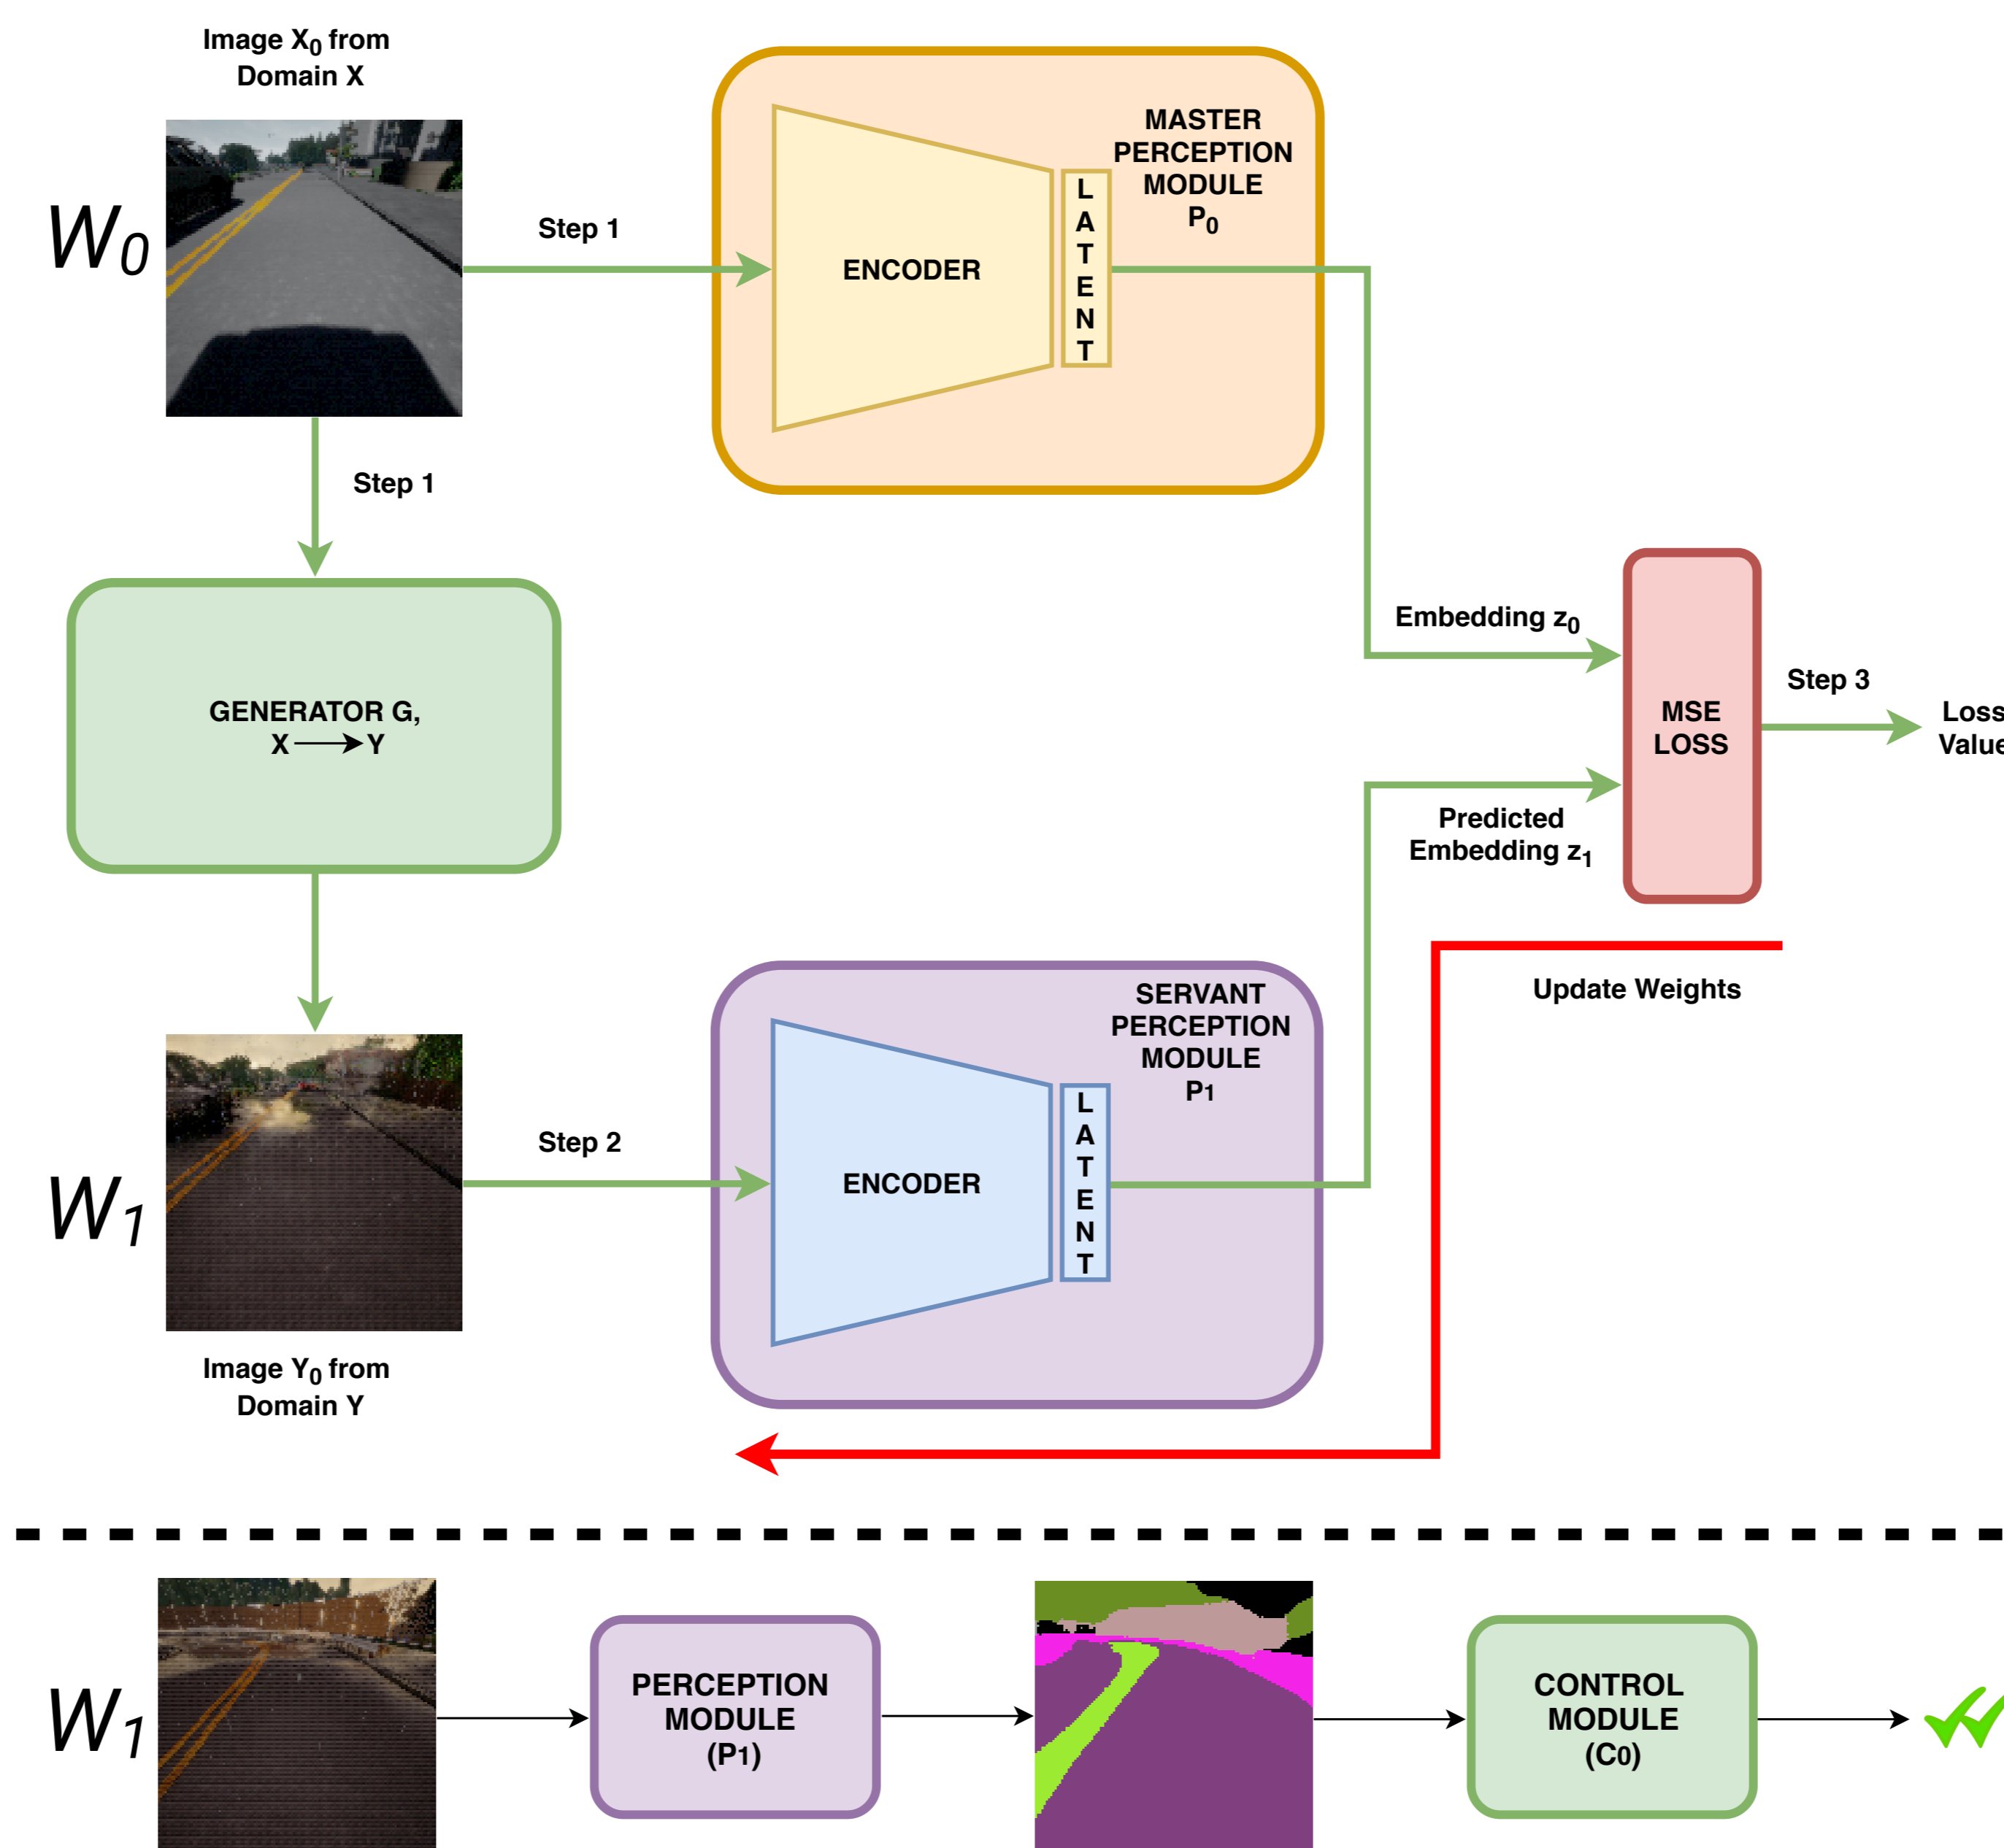 Image X0 from
Domain X
W0
Step 1
MASTER
PERCEPTION
MODULE
P0
ENCODER
LATENT
Step 1
GENERATOR G,
X → Y
Embedding z0
MSE
LOSS
Step 3
Loss
Value
Predicted
Embedding z1
Update Weights
SERVANT
PERCEPTION
MODULE
P1
ENCODER
LATENT
Step 2
W1
Image Y0 from
Domain Y
W1
PERCEPTION
MODULE
(P1)
CONTROL
MODULE
(C0)